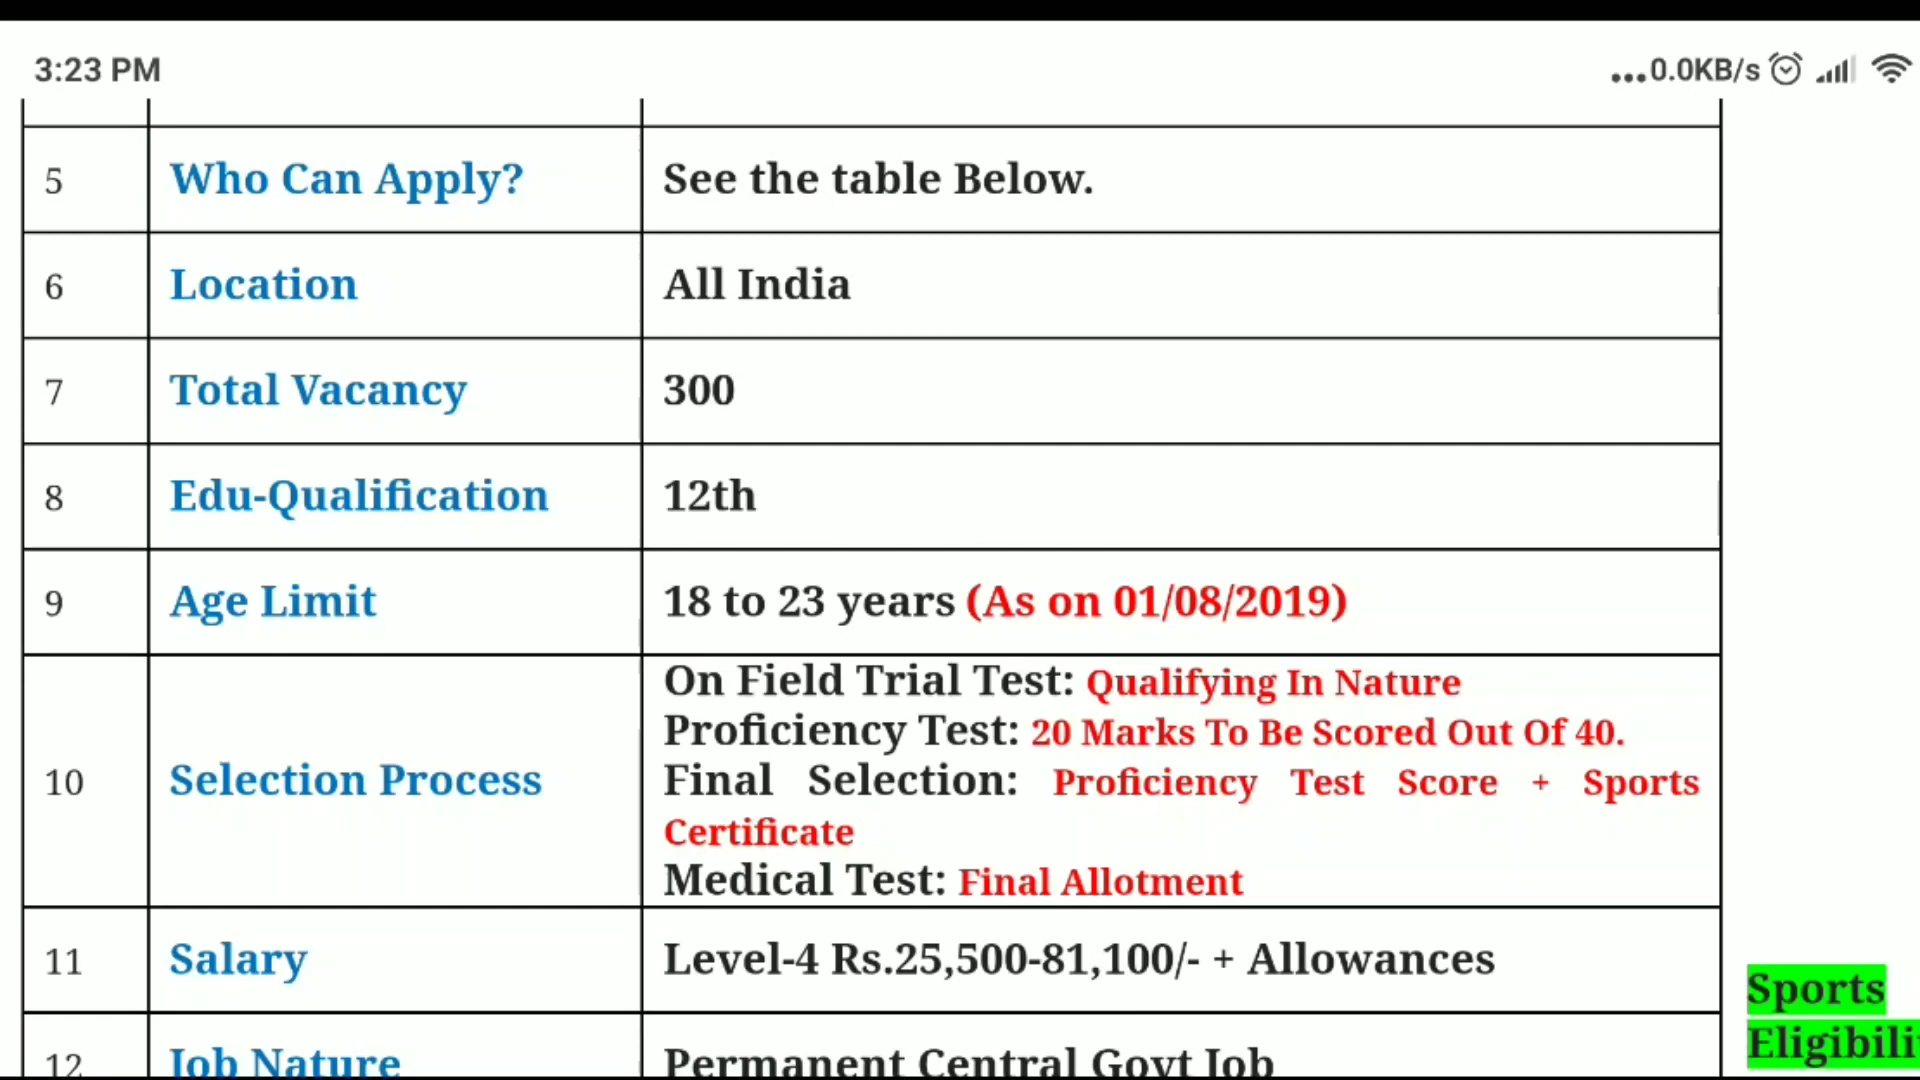 3:23 PM
...0.0KB/s
5 Who Can Apply? See the table Below.
6 Location All India
7 Total Vacancy 300
8 Edu-Qualification 12th
9 Age Limit 18 to 23 years (As on 01/08/2019)
10 Selection Process
On Field Trial Test: Qualifying In Nature
Proficiency Test: 20 Marks To Be Scored Out Of 40.
Final Selection: Proficiency Test Score + Sports
Certificate
Medical Test: Final Allotment
11 Salary Level-4 Rs.25,500-81,100/- + Allowances
12 Job Nature Permanent Central Govt Job
Sports
Eligibili